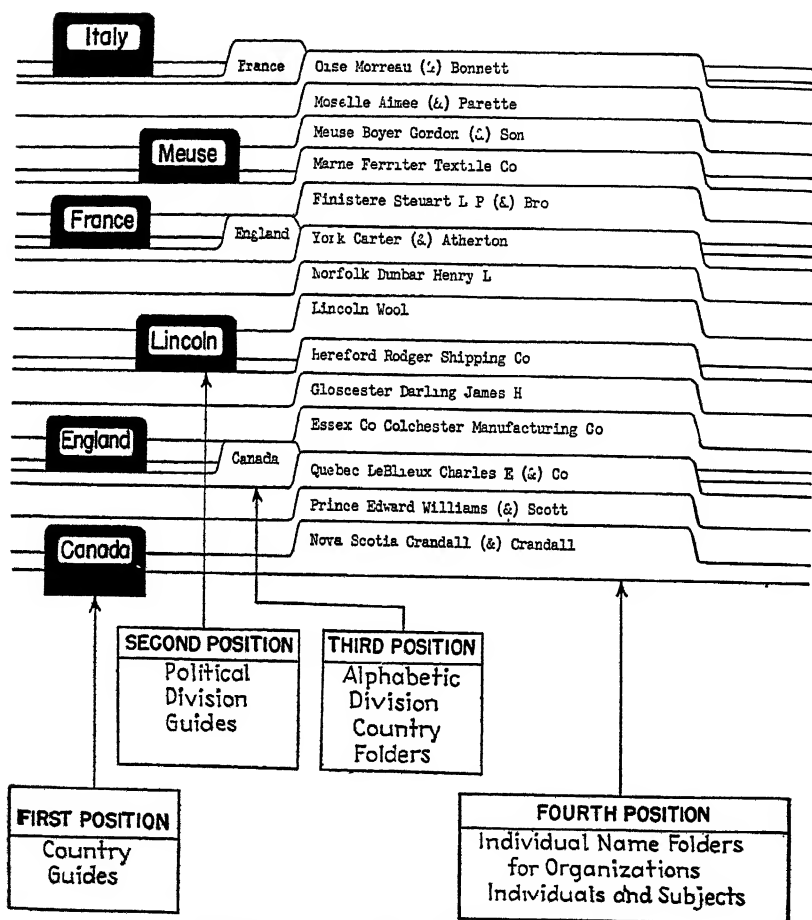 Italy
France
Oise Morreau (&) Bonnett
Moselle Aimee (&) Parette
Meuse Boyer Gordon (&) Son
Meuse
Marne Ferriter Textile Co
Finistere Steuart L P (&) Bro
France
England
York Carter (&) Atherton
Norfolk Dunbar Henry L
Lincoln Wool
Lincoln
Hereford Rodger Shipping Co
Gloscester Darling James H
Essex Co Colchester Manufacturing Co
England
Canada
Quebec LeBlieux Charles E (&) Co
Prince Edward Williams (&) Scott
Nova Scotia Crandall (&) Crandall
Canada
SECOND POSITION
Political
Division
Guides
THIRD POSITION
Alphabetic
Division
Country
Folders
FIRST POSITION
Country
Guides
FOURTH POSITION
Individual Name Folders
for Organizations
Individuals and Subjects